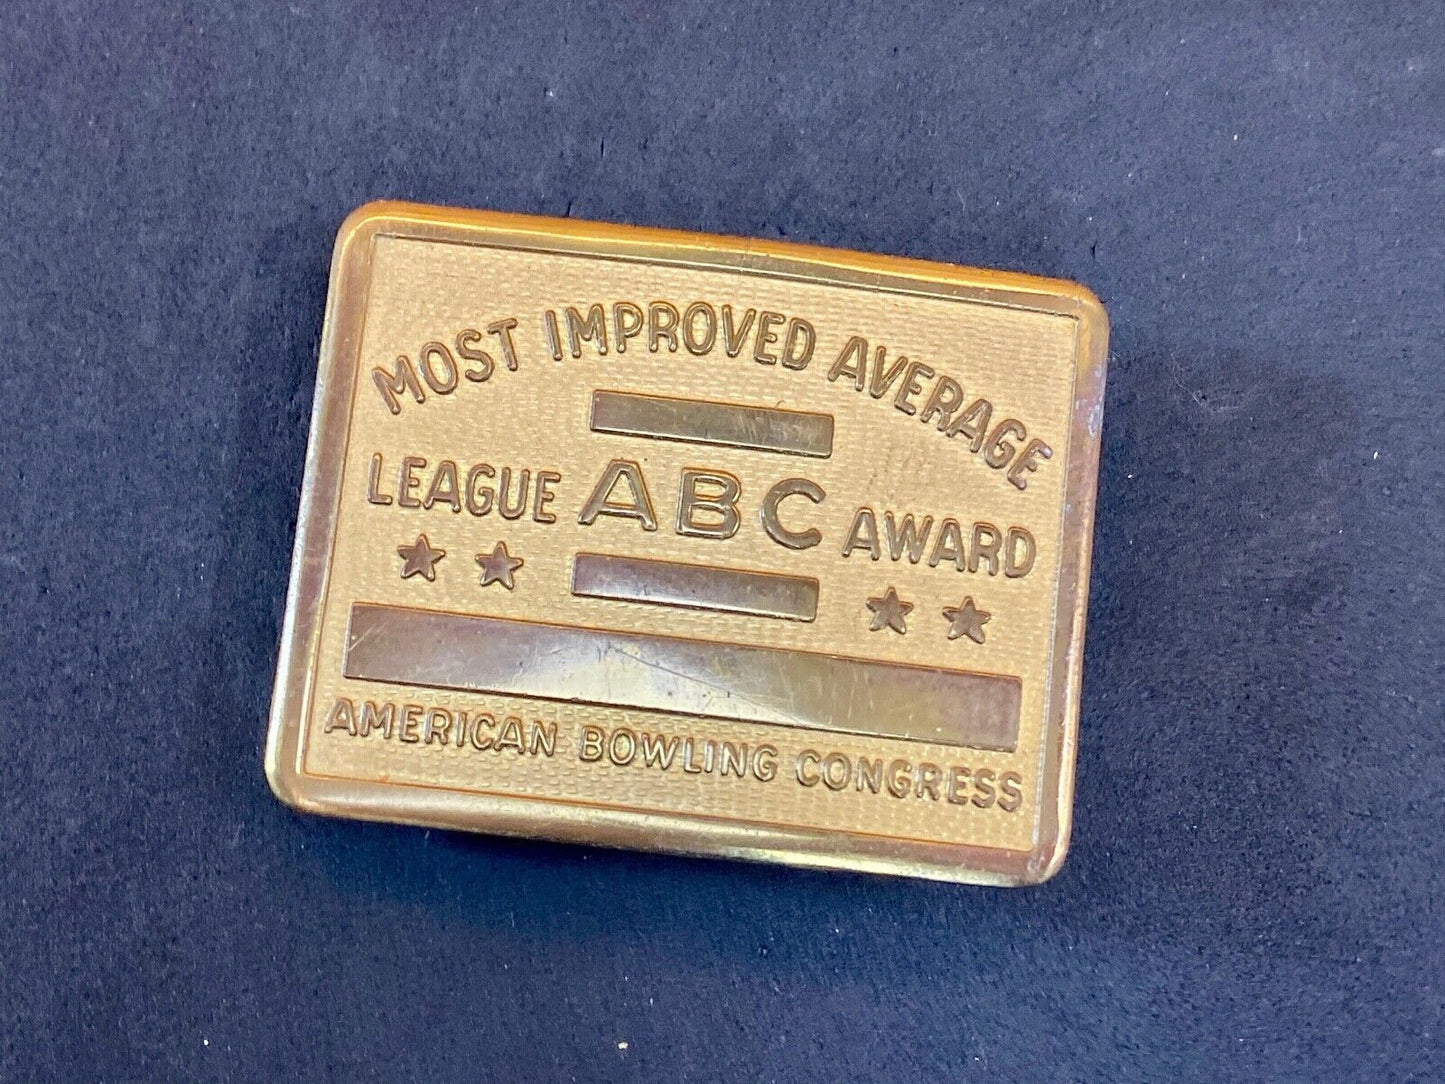 MOST IMPROVED AVERAGE
LEAGUE ABC AWARD
AMERICAN BOWLING CONGRESS